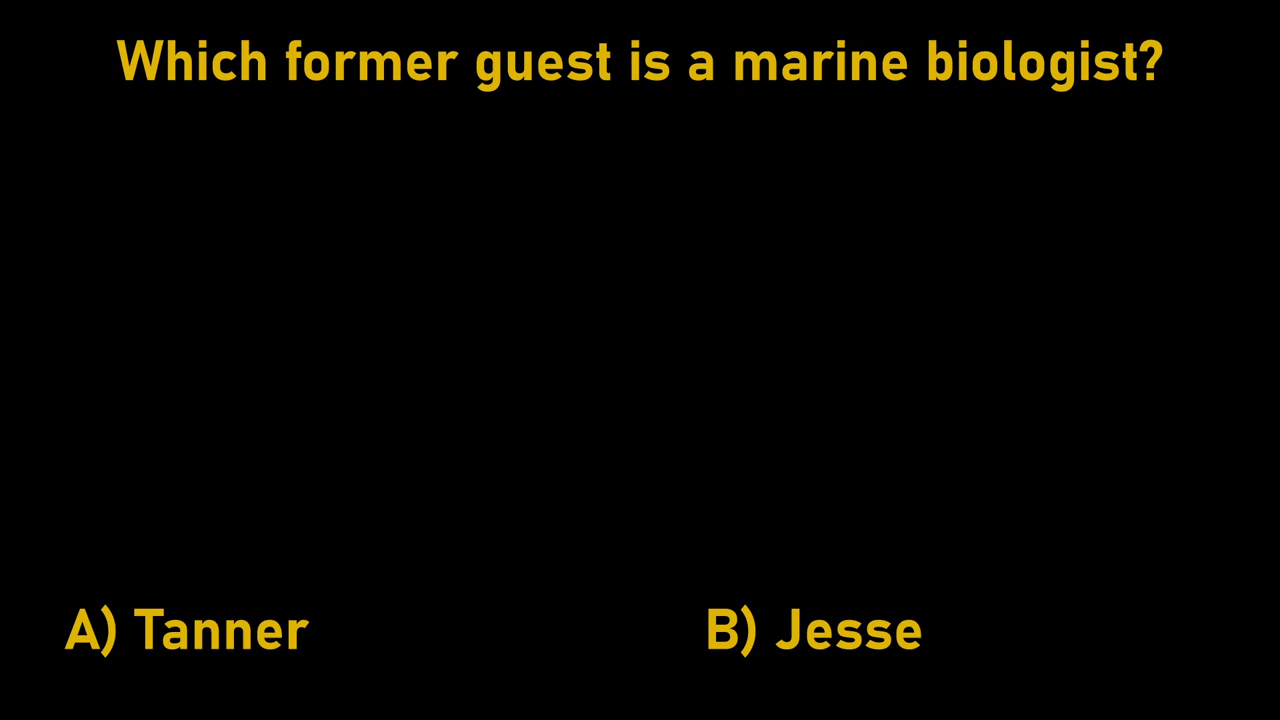 Which former guest is a marine biologist?
A) Tanner
B) Jesse